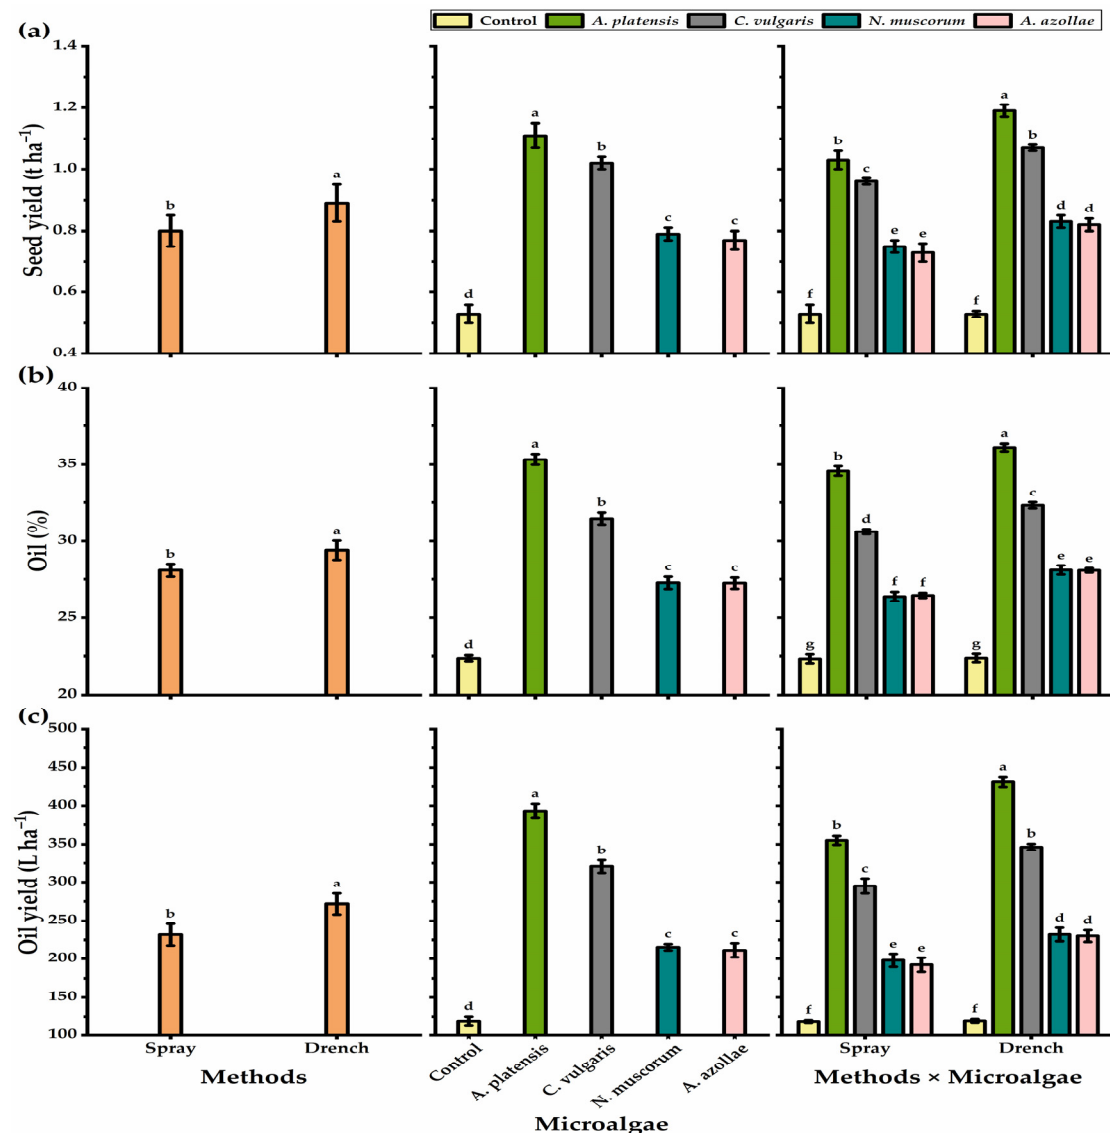 Control A. platensis C. vulgaris N. muscorum A. azollae
(a)
Seed yield (t ha⁻¹)
1.4
1.2
1.0
0.8
0.6
0.4
b
a
d
a
b
c
c
f
b
c
e
e
f
a
b
d
d
(b)
Oil (%)
40
35
30
25
20
b
a
d
a
b
c
c
g
b
d
f
f
g
a
c
e
e
(c)
Oil yield (L ha⁻¹)
500
450
400
350
300
250
200
150
100
b
a
d
a
b
c
c
f
b
c
e
e
f
a
b
d
d
Spray Drench
Methods
Control
A. platensis
C. vulgaris
N. muscorum
A. azollae
Microalgae
Spray Drench
Methods × Microalgae